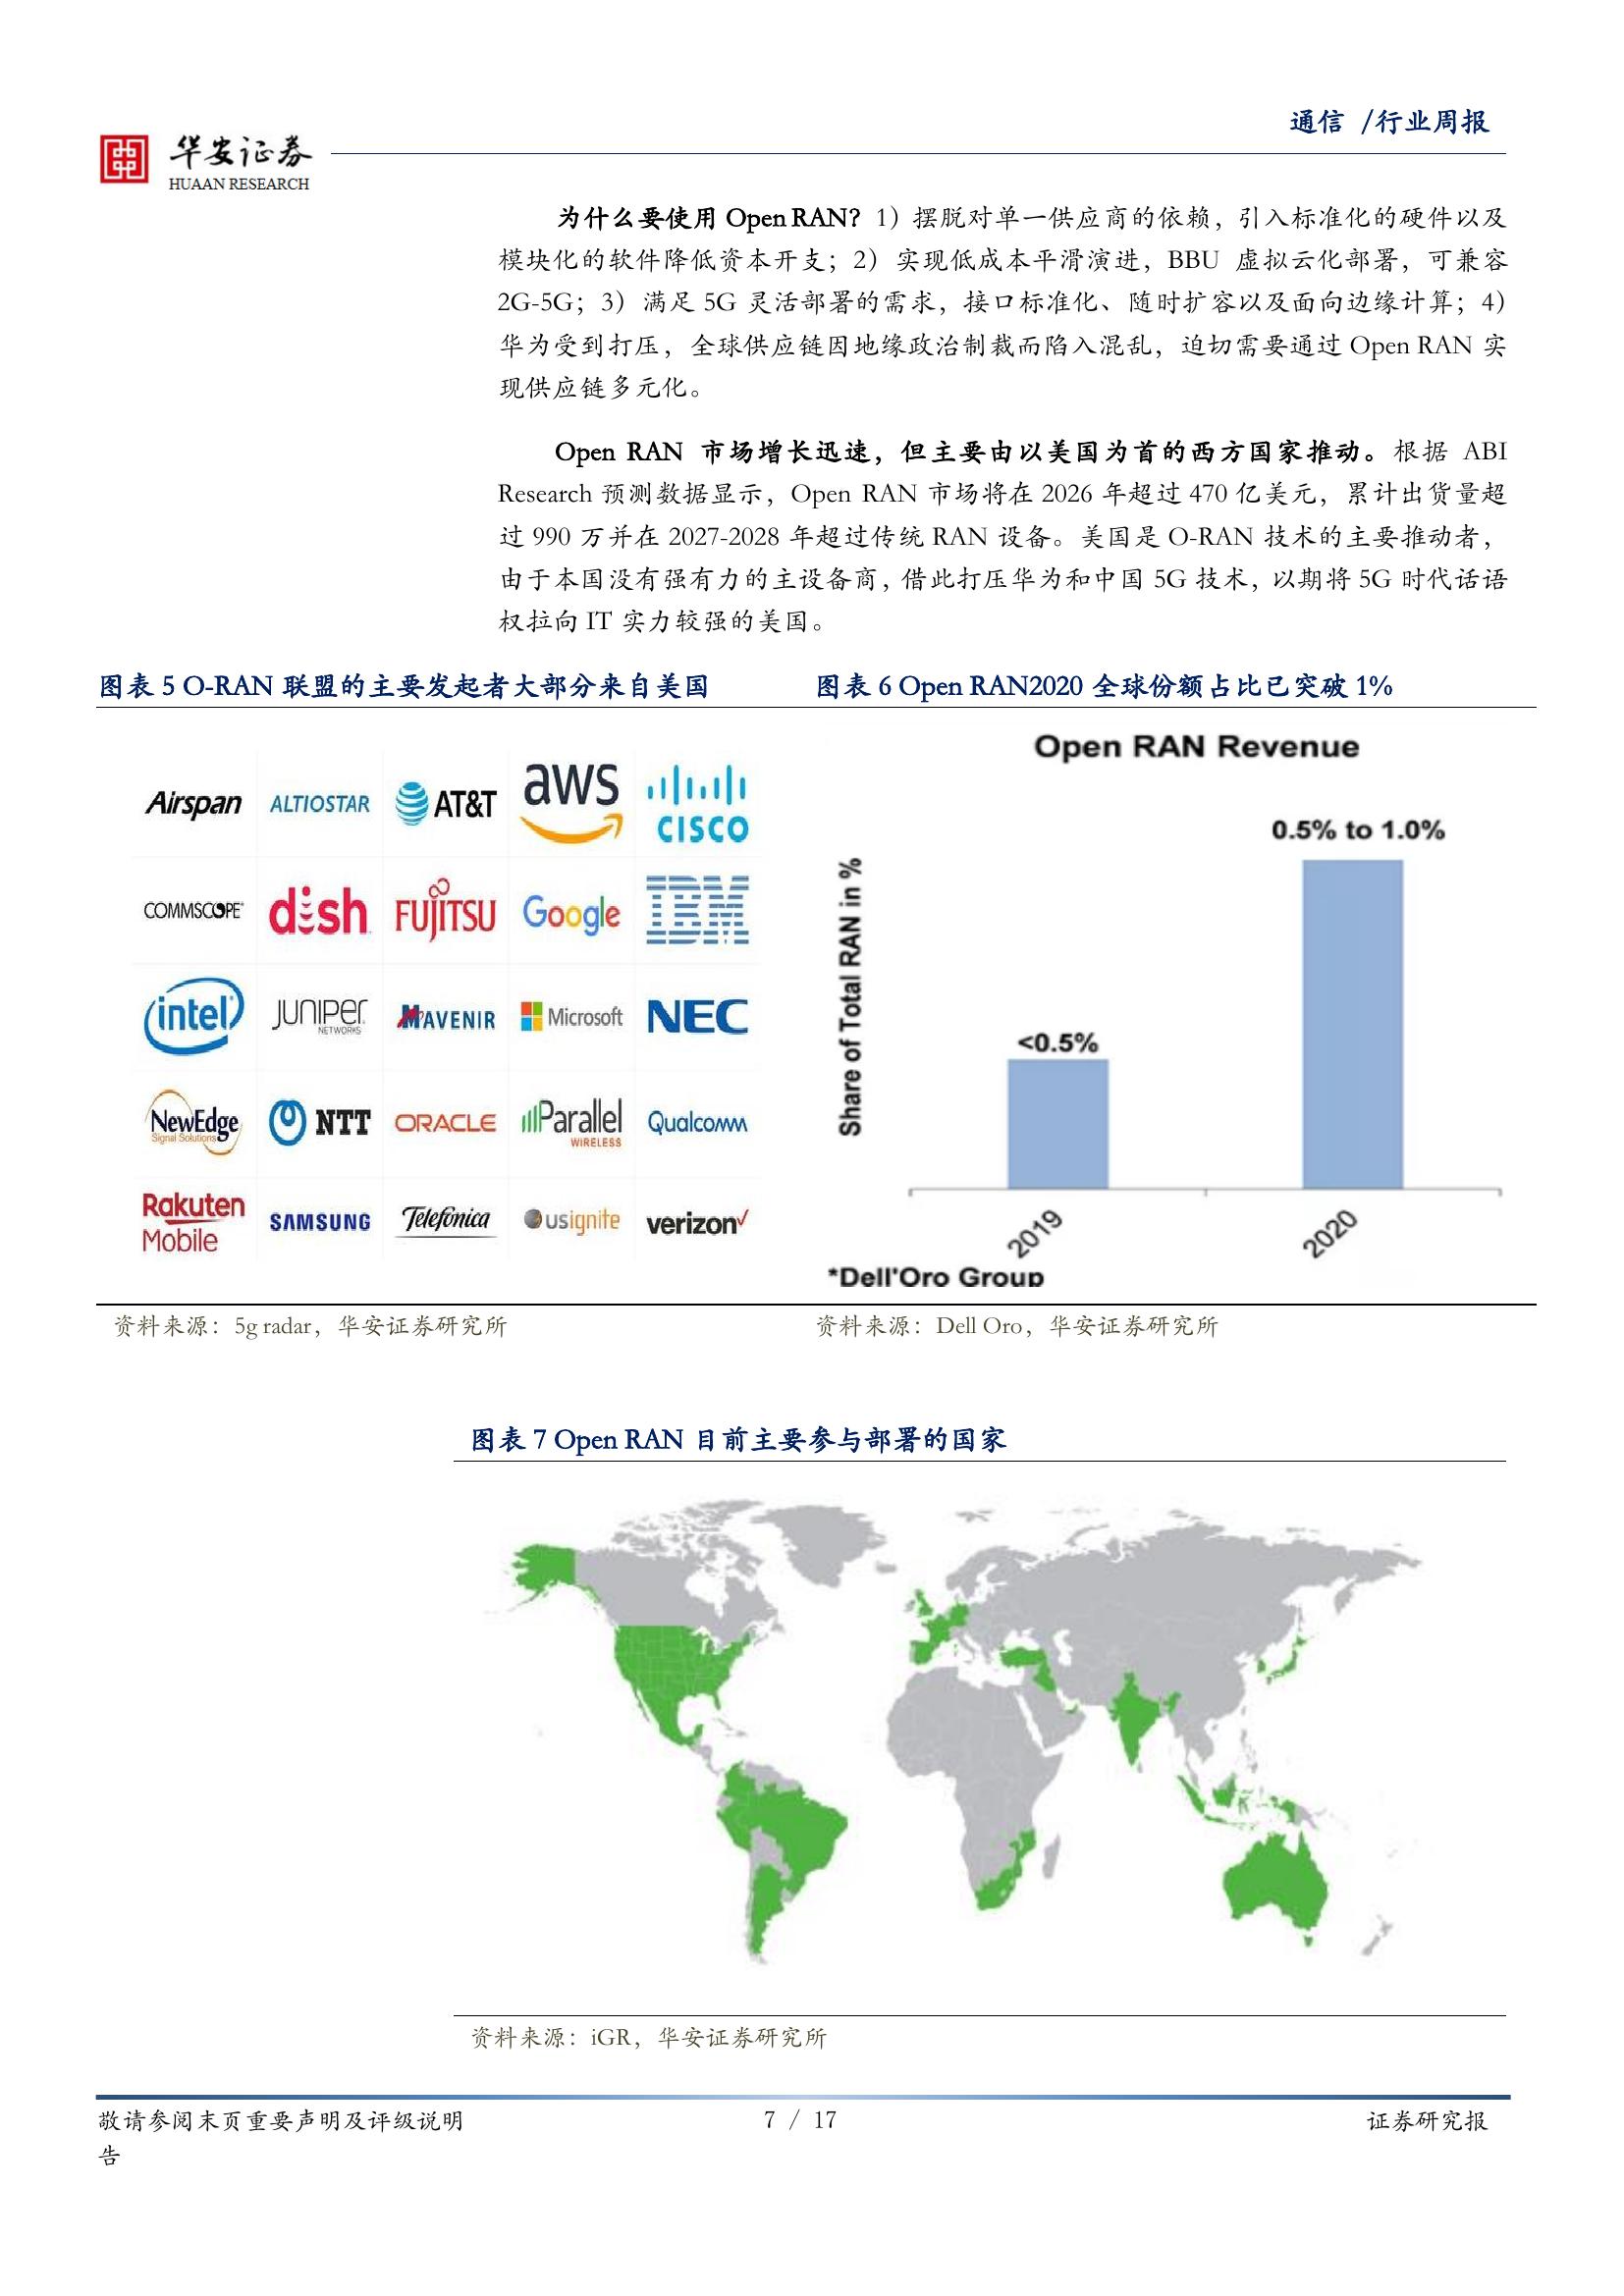 通信 /行业周报
华安证券
HUAAN RESEARCH
为什么要使用 Open RAN？1）摆脱对单一供应商的依赖，引入标准化的硬件以及
模块化的软件降低资本开支；2）实现低成本平滑演进，BBU 虚拟云化部署，可兼容
2G-5G；3）满足 5G 灵活部署的需求，接口标准化、随时扩容以及面向边缘计算；4）
华为受到打压，全球供应链因地缘政治制裁而陷入混乱，迫切需要通过 Open RAN 实
现供应链多元化。
Open RAN 市场增长迅速，但主要由以美国为首的西方国家推动。根据 ABI
Research 预测数据显示，Open RAN 市场将在 2026 年超过 470 亿美元，累计出货量超
过 990 万并在 2027-2028 年超过传统 RAN 设备。美国是 O-RAN 技术的主要推动者，
由于本国没有强有力的主设备商，借此打压华为和中国 5G 技术，以期将 5G 时代话语
权拉向 IT 实力较强的美国。
图表 5 O-RAN 联盟的主要发起者大部分来自美国
Airspan ALTIOSTAR AT&T aws CISCO
COMMSCOPE dish FUJITSU Google IBM
intel JUNIPER NETWORKS MAVENIR Microsoft NEC
NewEdge Signal Solutions NTT ORACLE Parallel WIRELESS Qualcomm
Rakuten Mobile SAMSUNG Telefónica usignite verizon
资料来源：5g radar，华安证券研究所
图表 6 Open RAN2020 全球份额占比已突破 1%
Open RAN Revenue
Share of Total RAN in %
<0.5%
0.5% to 1.0%
2019
2020
*Dell'Oro Group
资料来源：Dell Oro，华安证券研究所
图表 7 Open RAN 目前主要参与部署的国家
资料来源：iGR，华安证券研究所
敬请参阅末页重要声明及评级说明
7 / 17
证券研究报
告